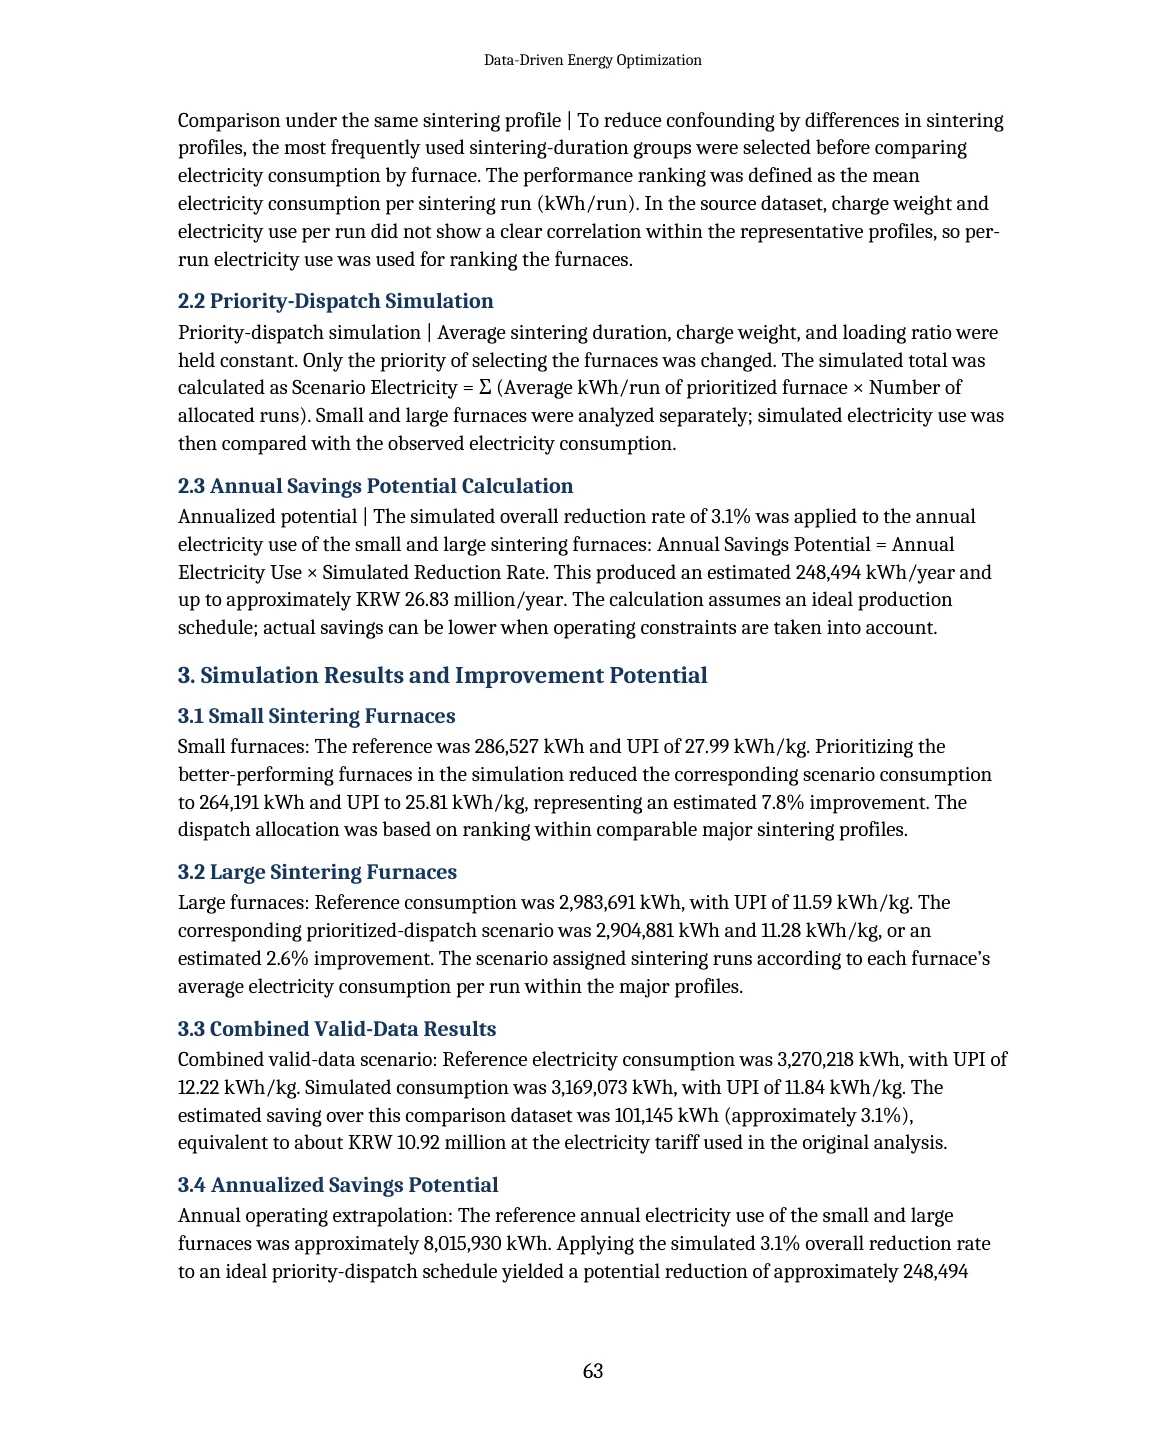 Data-Driven Energy Optimization
Comparison under the same sintering profile | To reduce confounding by differences in sintering
profiles, the most frequently used sintering-duration groups were selected before comparing
electricity consumption by furnace. The performance ranking was defined as the mean
electricity consumption per sintering run (kWh/run). In the source dataset, charge weight and
electricity use per run did not show a clear correlation within the representative profiles, so per-
run electricity use was used for ranking the furnaces.
2.2 Priority-Dispatch Simulation
Priority-dispatch simulation | Average sintering duration, charge weight, and loading ratio were
held constant. Only the priority of selecting the furnaces was changed. The simulated total was
calculated as Scenario Electricity = Σ (Average kWh/run of prioritized furnace × Number of
allocated runs). Small and large furnaces were analyzed separately; simulated electricity use was
then compared with the observed electricity consumption.
2.3 Annual Savings Potential Calculation
Annualized potential | The simulated overall reduction rate of 3.1% was applied to the annual
electricity use of the small and large sintering furnaces: Annual Savings Potential = Annual
Electricity Use × Simulated Reduction Rate. This produced an estimated 248,494 kWh/year and
up to approximately KRW 26.83 million/year. The calculation assumes an ideal production
schedule; actual savings can be lower when operating constraints are taken into account.
3. Simulation Results and Improvement Potential
3.1 Small Sintering Furnaces
Small furnaces: The reference was 286,527 kWh and UPI of 27.99 kWh/kg. Prioritizing the
better-performing furnaces in the simulation reduced the corresponding scenario consumption
to 264,191 kWh and UPI to 25.81 kWh/kg, representing an estimated 7.8% improvement. The
dispatch allocation was based on ranking within comparable major sintering profiles.
3.2 Large Sintering Furnaces
Large furnaces: Reference consumption was 2,983,691 kWh, with UPI of 11.59 kWh/kg. The
corresponding prioritized-dispatch scenario was 2,904,881 kWh and 11.28 kWh/kg, or an
estimated 2.6% improvement. The scenario assigned sintering runs according to each furnace’s
average electricity consumption per run within the major profiles.
3.3 Combined Valid-Data Results
Combined valid-data scenario: Reference electricity consumption was 3,270,218 kWh, with UPI of
12.22 kWh/kg. Simulated consumption was 3,169,073 kWh, with UPI of 11.84 kWh/kg. The
estimated saving over this comparison dataset was 101,145 kWh (approximately 3.1%),
equivalent to about KRW 10.92 million at the electricity tariff used in the original analysis.
3.4 Annualized Savings Potential
Annual operating extrapolation: The reference annual electricity use of the small and large
furnaces was approximately 8,015,930 kWh. Applying the simulated 3.1% overall reduction rate
to an ideal priority-dispatch schedule yielded a potential reduction of approximately 248,494
63